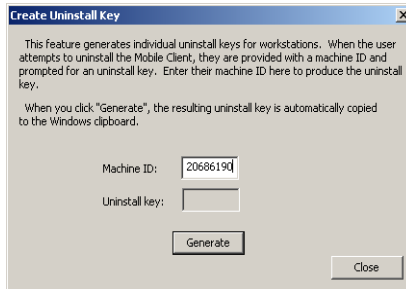 Create Uninstall Key
This feature generates individual uninstall keys for workstations. When the user
attempts to uninstall the Mobile Client, they are provided with a machine ID and
prompted for an uninstall key. Enter their machine ID here to produce the uninstall
key.
When you click "Generate", the resulting uninstall key is automatically copied
to the Windows clipboard.
Machine ID: 20686190
Uninstall key:
Generate
Close